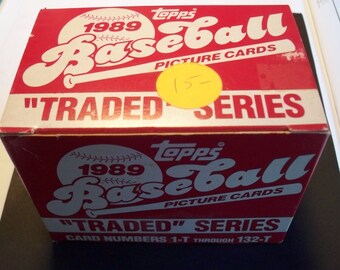 topps
1989
Baseball
PICTURE CARDS
TM
15-
"TRADED" SERIES
topps
1989
Baseball
PICTURE CARDS
"TRADED" SERIES
CARD NUMBERS 1-T THROUGH 132-T